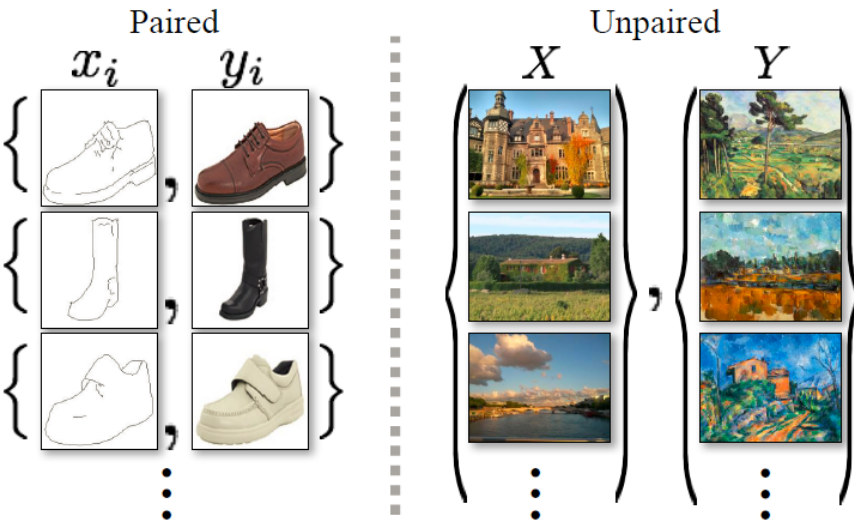 Paired
Unpaired
x_i
y_i
X
Y
{ , }
{ , }
{ , }
{ } , { }
⋮ ⋮ ⋮